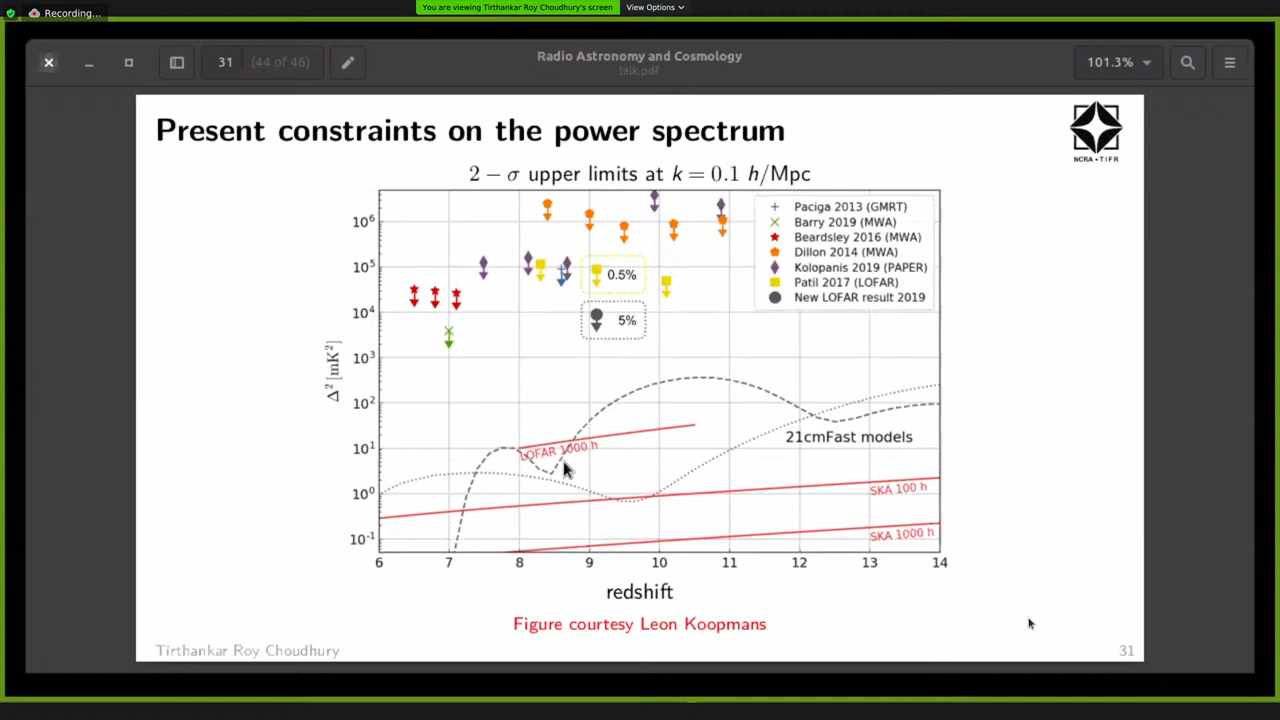 Recording...
You are viewing Tirthankar Roy Choudhury's screen
View Options
31 (44 of 46)
Radio Astronomy and Cosmology
talk.pdf
101.3%
Present constraints on the power spectrum
NCRA • TIFR
2 − σ upper limits at k = 0.1 h/Mpc
Paciga 2013 (GMRT)
Barry 2019 (MWA)
Beardsley 2016 (MWA)
Dillon 2014 (MWA)
Kolopanis 2019 (PAPER)
Patil 2017 (LOFAR)
New LOFAR result 2019
10^6
10^5
10^4
10^3
10^2
10^1
10^0
10^-1
Δ^2 [mK^2]
0.5%
5%
21cmFast models
LOFAR 1000 h
SKA 100 h
SKA 1000 h
6 7 8 9 10 11 12 13 14
redshift
Figure courtesy Leon Koopmans
Tirthankar Roy Choudhury
31